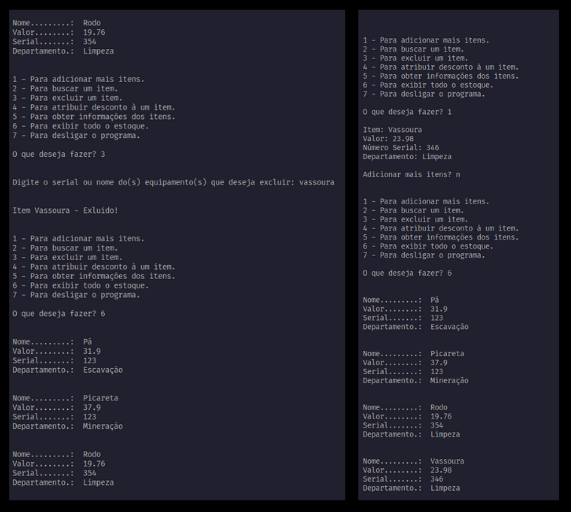 Nome.........:  Rodo
Valor........:  19.76
Serial.......:  354
Departamento.:  Limpeza
1 - Para adicionar mais itens.
2 - Para buscar um item.
3 - Para excluir um item.
4 - Para atribuir desconto à um item.
5 - Para obter informações dos itens.
6 - Para exibir todo o estoque.
7 - Para desligar o programa.
O que deseja fazer? 3
Digite o serial ou nome do(s) equipamento(s) que deseja excluir: vassoura
Item Vassoura - Exluido!
1 - Para adicionar mais itens.
2 - Para buscar um item.
3 - Para excluir um item.
4 - Para atribuir desconto à um item.
5 - Para obter informações dos itens.
6 - Para exibir todo o estoque.
7 - Para desligar o programa.
O que deseja fazer? 6
Nome.........:  Pá
Valor........:  31.9
Serial.......:  123
Departamento.:  Escavação
Nome.........:  Picareta
Valor........:  37.9
Serial.......:  123
Departamento.:  Mineração
Nome.........:  Rodo
Valor........:  19.76
Serial.......:  354
Departamento.:  Limpeza
1 - Para adicionar mais itens.
2 - Para buscar um item.
3 - Para excluir um item.
4 - Para atribuir desconto à um item.
5 - Para obter informações dos itens.
6 - Para exibir todo o estoque.
7 - Para desligar o programa.
O que deseja fazer? 1
Item: Vassoura
Valor: 23.98
Número Serial: 346
Departamento: Limpeza
Adicionar mais itens? n
1 - Para adicionar mais itens.
2 - Para buscar um item.
3 - Para excluir um item.
4 - Para atribuir desconto à um item.
5 - Para obter informações dos itens.
6 - Para exibir todo o estoque.
7 - Para desligar o programa.
O que deseja fazer? 6
Nome.........:  Pá
Valor........:  31.9
Serial.......:  123
Departamento.:  Escavação
Nome.........:  Picareta
Valor........:  37.9
Serial.......:  123
Departamento.:  Mineração
Nome.........:  Rodo
Valor........:  19.76
Serial.......:  354
Departamento.:  Limpeza
Nome.........:  Vassoura
Valor........:  23.98
Serial.......:  346
Departamento.:  Limpeza